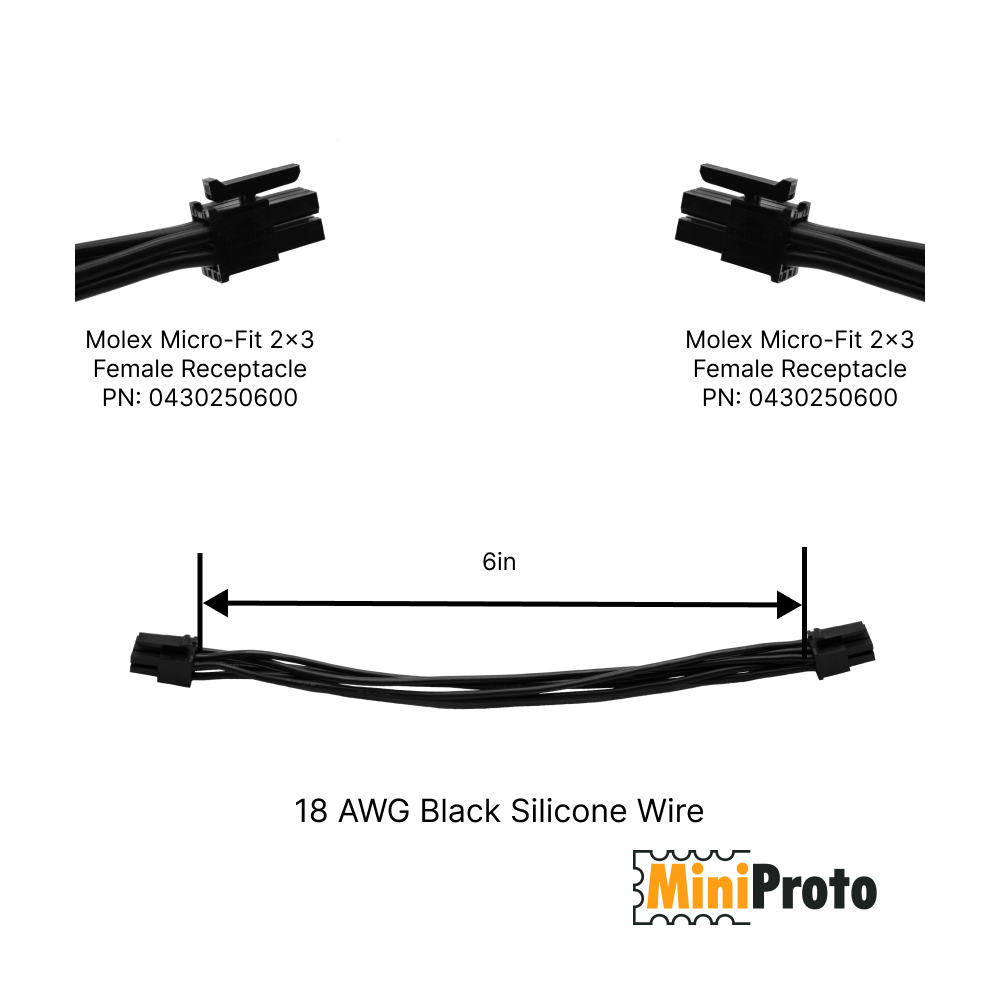 Molex Micro-Fit 2×3
Female Receptacle
PN: 0430250600
Molex Micro-Fit 2×3
Female Receptacle
PN: 0430250600
6in
18 AWG Black Silicone Wire
MiniProto